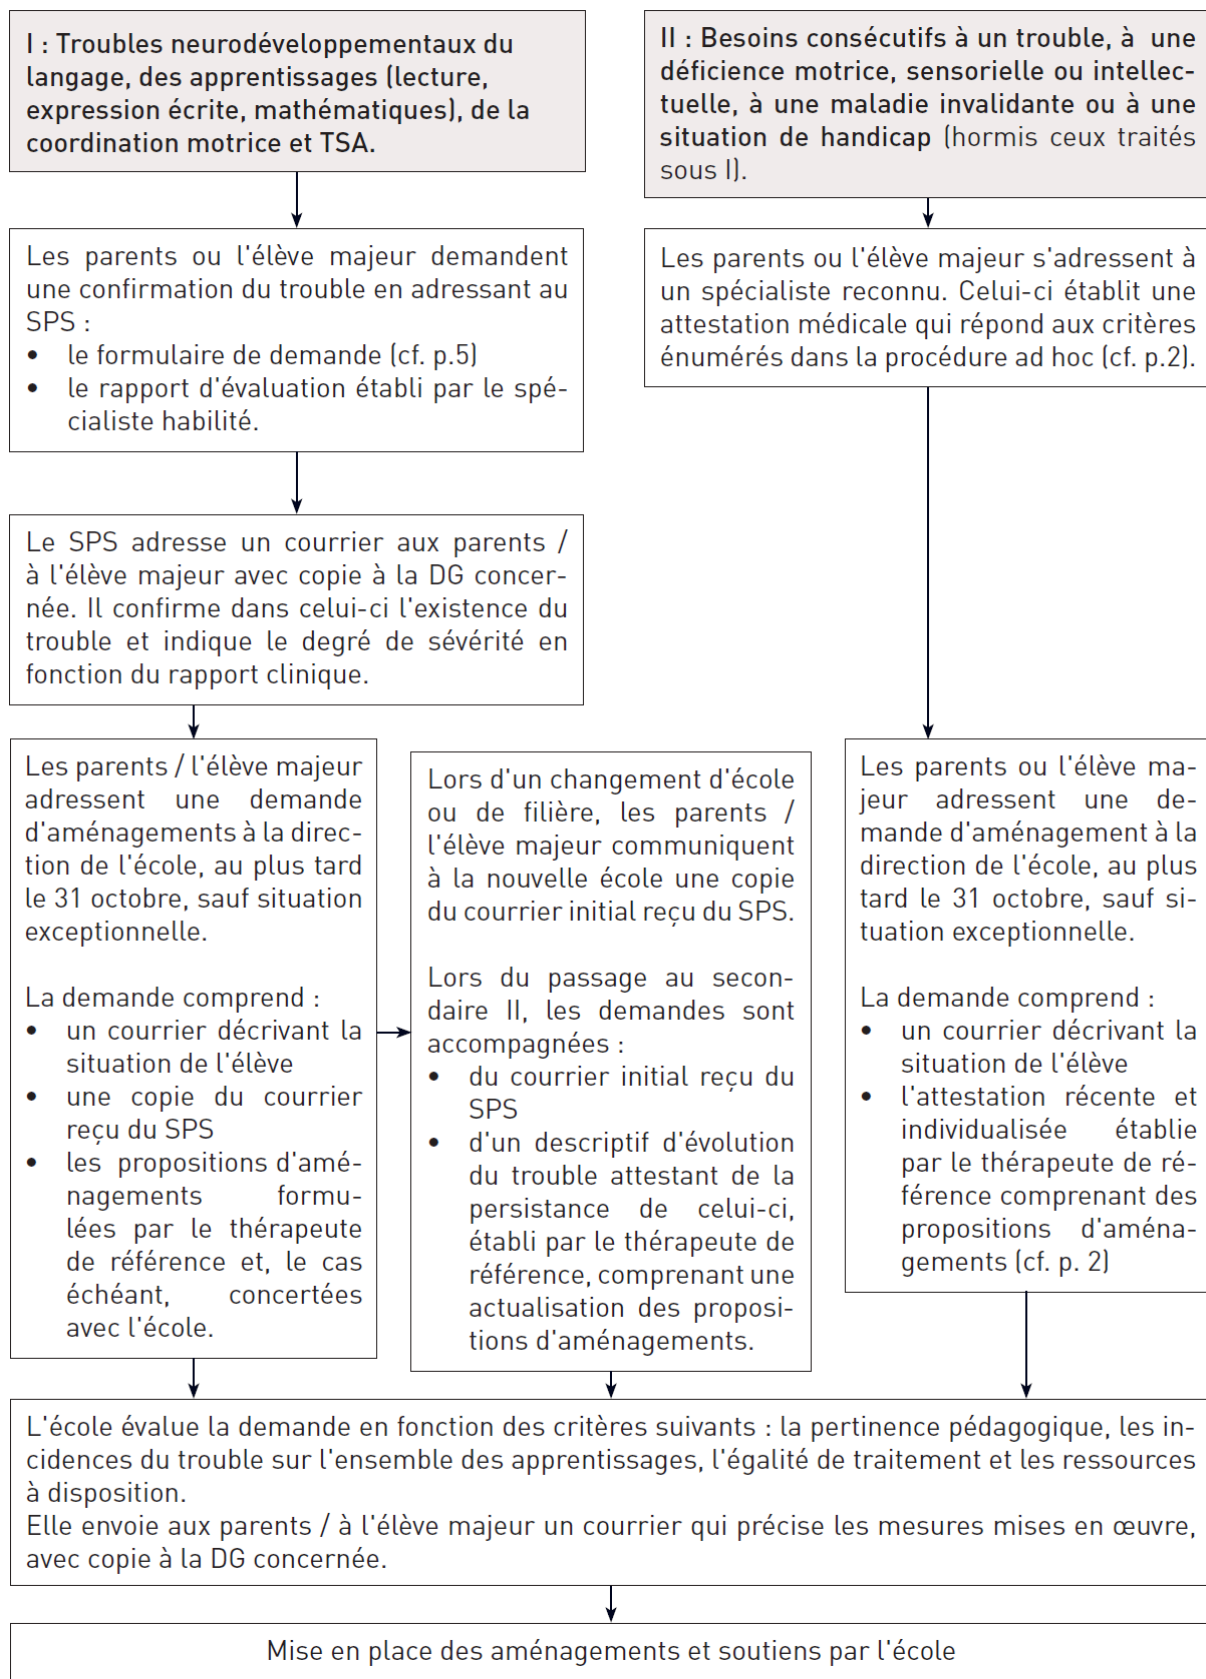 I : Troubles neurodéveloppementaux du
langage, des apprentissages (lecture,
expression écrite, mathématiques), de la
coordination motrice et TSA.
II : Besoins consécutifs à un trouble, à une
déficience motrice, sensorielle ou intellec-
tuelle, à une maladie invalidante ou à une
situation de handicap (hormis ceux traités
sous I).
Les parents ou l'élève majeur demandent
une confirmation du trouble en adressant au
SPS :
• le formulaire de demande (cf. p.5)
• le rapport d'évaluation établi par le spé-
cialiste habilité.
Les parents ou l'élève majeur s'adressent à
un spécialiste reconnu. Celui-ci établit une
attestation médicale qui répond aux critères
énumérés dans la procédure ad hoc (cf. p.2).
Le SPS adresse un courrier aux parents /
à l'élève majeur avec copie à la DG concer-
née. Il confirme dans celui-ci l'existence du
trouble et indique le degré de sévérité en
fonction du rapport clinique.
Les parents / l'élève majeur
adressent une demande
d'aménagements à la direc-
tion de l'école, au plus tard
le 31 octobre, sauf situation
exceptionnelle.
La demande comprend :
• un courrier décrivant la
situation de l'élève
• une copie du courrier
reçu du SPS
• les propositions d'amé-
nagements formu-
lées par le thérapeute
de référence et, le cas
échéant, concertées
avec l'école.
Lors d'un changement d'école
ou de filière, les parents /
l'élève majeur communiquent
à la nouvelle école une copie
du courrier initial reçu du SPS.
Lors du passage au secon-
daire II, les demandes sont
accompagnées :
• du courrier initial reçu du
SPS
• d'un descriptif d'évolution
du trouble attestant de la
persistance de celui-ci,
établi par le thérapeute de
référence, comprenant une
actualisation des proposi-
tions d'aménagements.
Les parents ou l'élève ma-
jeur adressent une de-
mande d'aménagement à la
direction de l'école, au plus
tard le 31 octobre, sauf si-
tuation exceptionnelle.
La demande comprend :
• un courrier décrivant la
situation de l'élève
• l'attestation récente et
individualisée établie
par le thérapeute de ré-
férence comprenant des
propositions d'aména-
gements (cf. p. 2)
L'école évalue la demande en fonction des critères suivants : la pertinence pédagogique, les in-
cidences du trouble sur l'ensemble des apprentissages, l'égalité de traitement et les ressources
à disposition.
Elle envoie aux parents / à l'élève majeur un courrier qui précise les mesures mises en œuvre,
avec copie à la DG concernée.
Mise en place des aménagements et soutiens par l'école